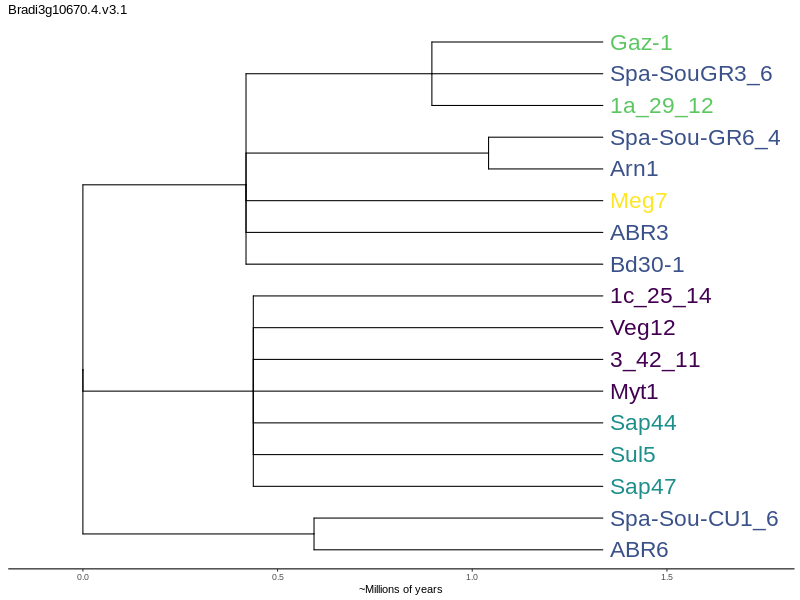 Bradi3g10670.4.v3.1
Gaz-1
Spa-SouGR3_6
1a_29_12
Spa-Sou-GR6_4
Arn1
Meg7
ABR3
Bd30-1
1c_25_14
Veg12
3_42_11
Myt1
Sap44
Sul5
Sap47
Spa-Sou-CU1_6
ABR6
0.0 0.5 1.0 1.5
~Millions of years